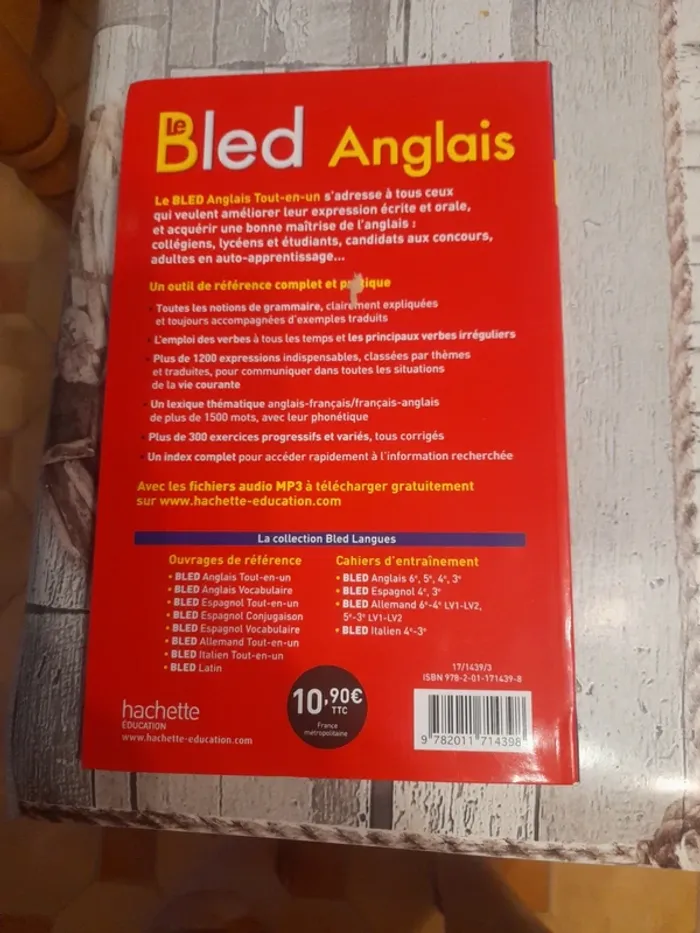 Le Bled Anglais
Le BLED Anglais Tout-en-un s'adresse à tous ceux
qui veulent améliorer leur expression écrite et orale,
et acquérir une bonne maîtrise de l'anglais :
collégiens, lycéens et étudiants, candidats aux concours,
adultes en auto-apprentissage...
Un outil de référence complet et pratique
• Toutes les notions de grammaire, clairement expliquées
et toujours accompagnées d'exemples traduits
• L'emploi des verbes à tous les temps et les principaux verbes irréguliers
• Plus de 1200 expressions indispensables, classées par thèmes
et traduites, pour communiquer dans toutes les situations
de la vie courante
• Un lexique thématique anglais-français/français-anglais
de plus de 1500 mots, avec leur phonétique
• Plus de 300 exercices progressifs et variés, tous corrigés
• Un index complet pour accéder rapidement à l'information recherchée
Avec les fichiers audio MP3 à télécharger gratuitement
sur www.hachette-education.com
La collection Bled Langues
Ouvrages de référence
• BLED Anglais Tout-en-un
• BLED Anglais Vocabulaire
• BLED Espagnol Tout-en-un
• BLED Espagnol Conjugaison
• BLED Espagnol Vocabulaire
• BLED Allemand Tout-en-un
• BLED Italien Tout-en-un
• BLED Latin
Cahiers d'entraînement
• BLED Anglais 6e, 5e, 4e, 3e
• BLED Espagnol 4e, 3e
• BLED Allemand 6e-4e LV1-LV2,
5e-3e LV1-LV2
• BLED Italien 4e-3e
hachette
ÉDUCATION
www.hachette-education.com
10,90€
TTC
France
métropolitaine
17/1439/3
ISBN 978-2-01-171439-8
9 782011 714398